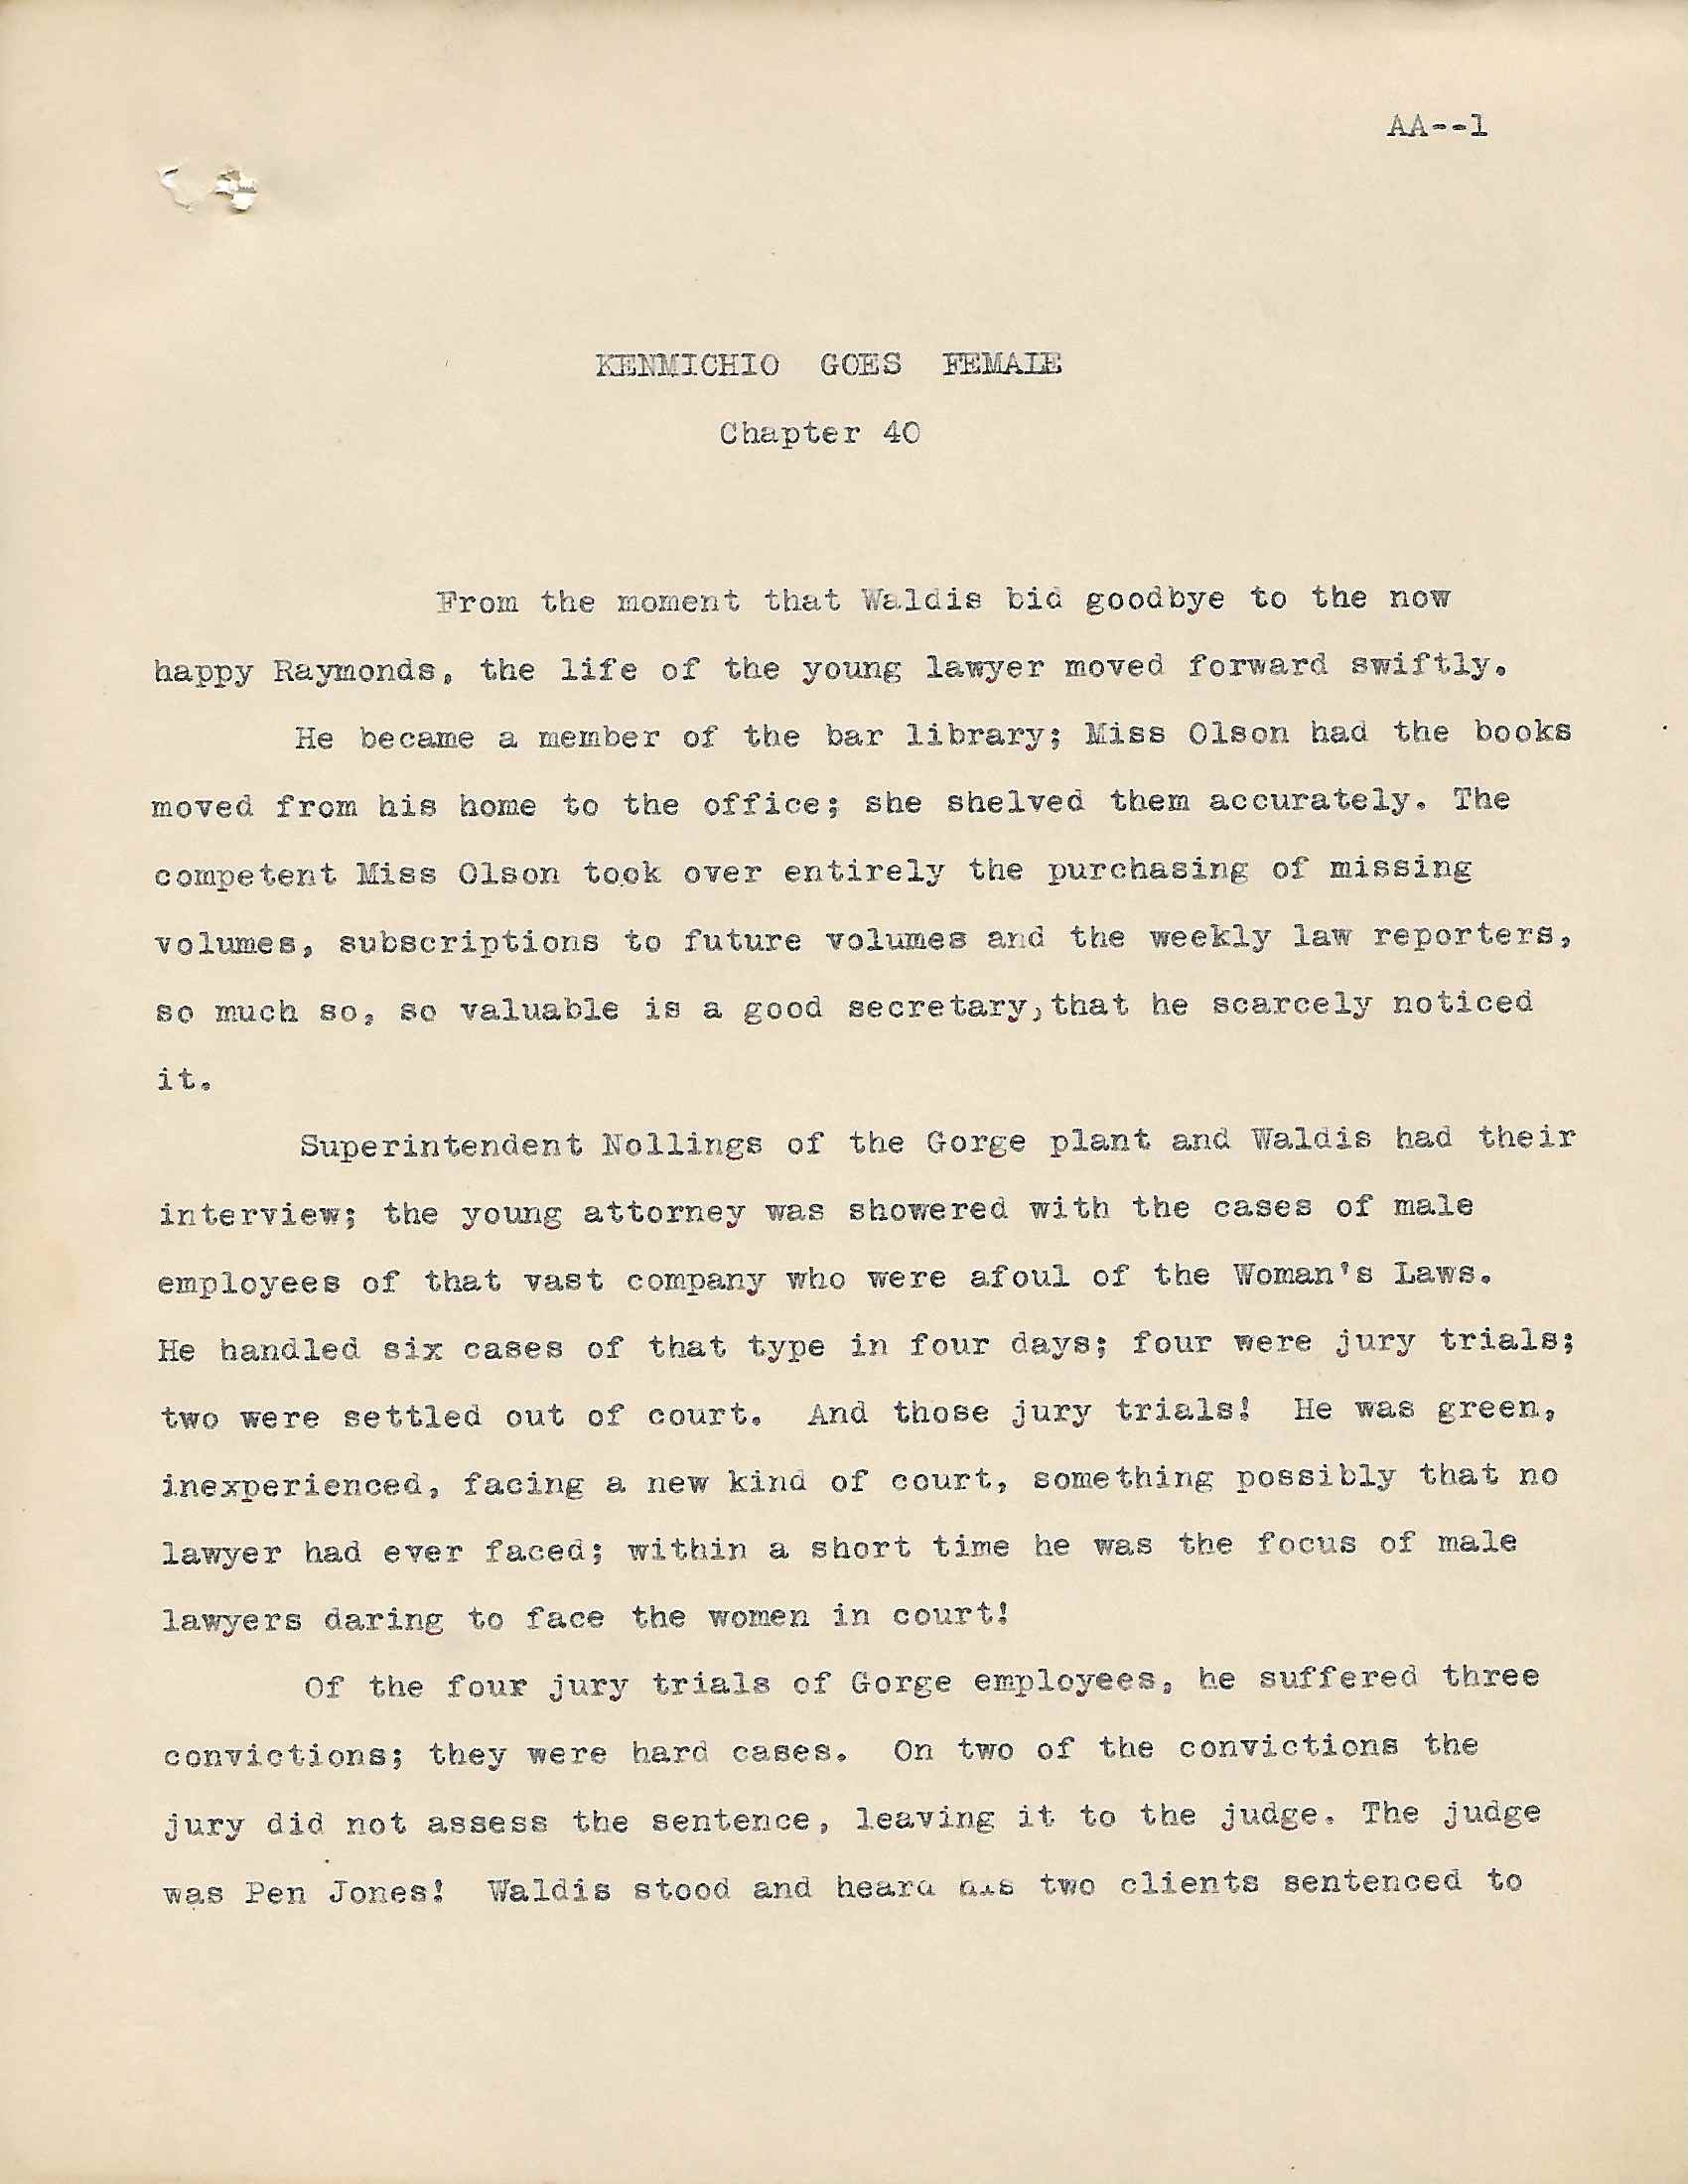 AA--1
KENMICHIO GOES FEMALE
Chapter 40
From the moment that Waldis bid goodbye to the now
happy Raymonds, the life of the young lawyer moved forward swiftly.
He became a member of the bar library; Miss Olson had the books
moved from his home to the office; she shelved them accurately. The
competent Miss Olson took over entirely the purchasing of missing
volumes, subscriptions to future volumes and the weekly law reporters,
so much so, so valuable is a good secretary, that he scarcely noticed
it.
Superintendent Nollings of the Gorge plant and Waldis had their
interview; the young attorney was showered with the cases of male
employees of that vast company who were afoul of the Woman's Laws.
He handled six cases of that type in four days; four were jury trials;
two were settled out of court. And those jury trials! He was green,
inexperienced, facing a new kind of court, something possibly that no
lawyer had ever faced; within a short time he was the focus of male
lawyers daring to face the women in court!
Of the four jury trials of Gorge employees, he suffered three
convictions; they were hard cases. On two of the convictions the
jury did not assess the sentence, leaving it to the judge. The judge
was Pen Jones! Waldis stood and heard his two clients sentenced to